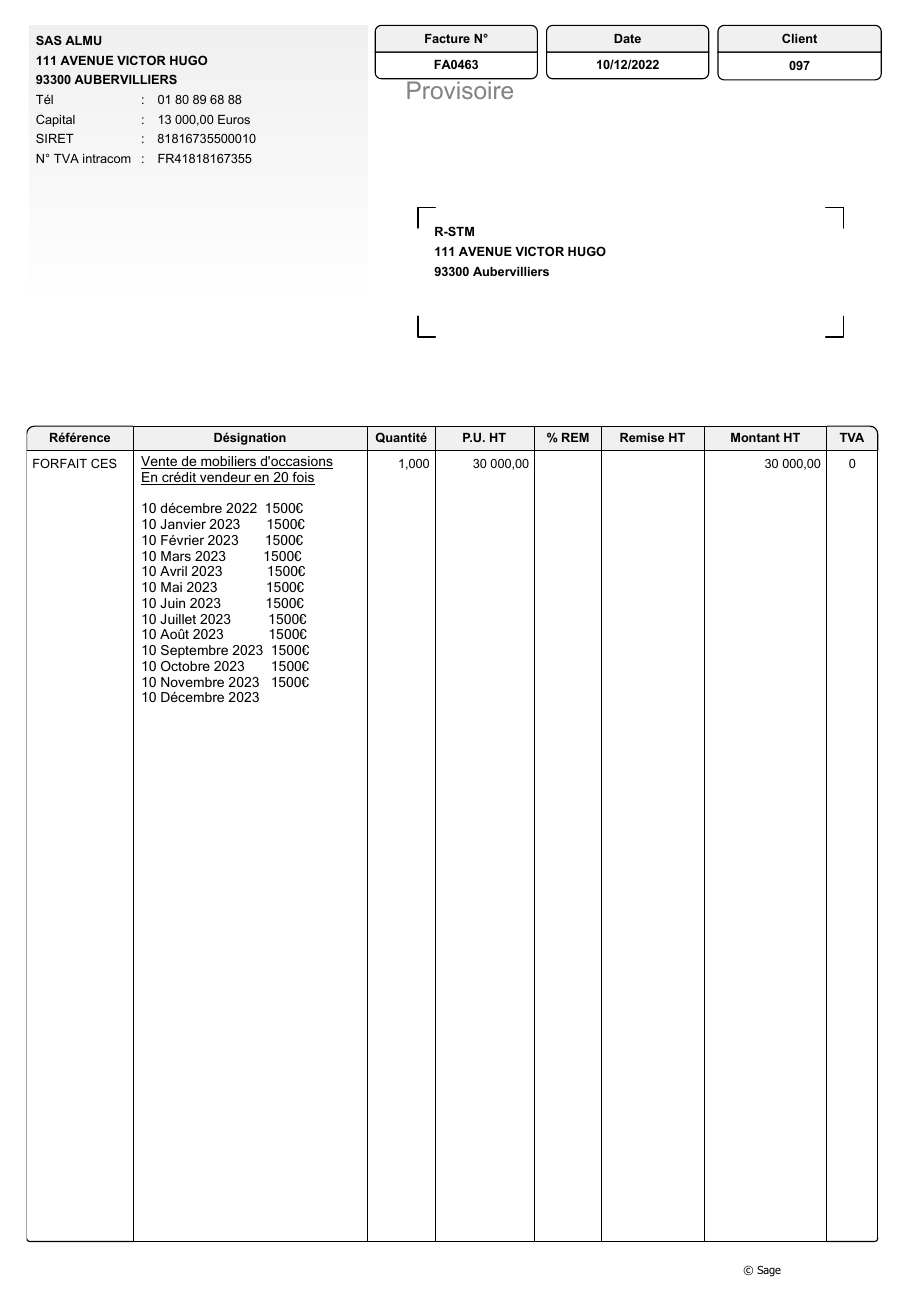 SAS ALMU
111 AVENUE VICTOR HUGO
93300 AUBERVILLIERS
Tél : 01 80 89 68 88
Capital : 13 000,00 Euros
SIRET : 81816735500010
N° TVA intracom : FR41818167355
Facture N° Date Client
FA0463 10/12/2022 097
Provisoire
R-STM
111 AVENUE VICTOR HUGO
93300 Aubervilliers
Référence Désignation Quantité P.U. HT % REM Remise HT Montant HT TVA
FORFAIT CES Vente de mobiliers d'occasions 1,000 30 000,00 30 000,00 0
En crédit vendeur en 20 fois
10 décembre 2022 1500€
10 Janvier 2023 1500€
10 Février 2023 1500€
10 Mars 2023 1500€
10 Avril 2023 1500€
10 Mai 2023 1500€
10 Juin 2023 1500€
10 Juillet 2023 1500€
10 Août 2023 1500€
10 Septembre 2023 1500€
10 Octobre 2023 1500€
10 Novembre 2023 1500€
10 Décembre 2023
© Sage